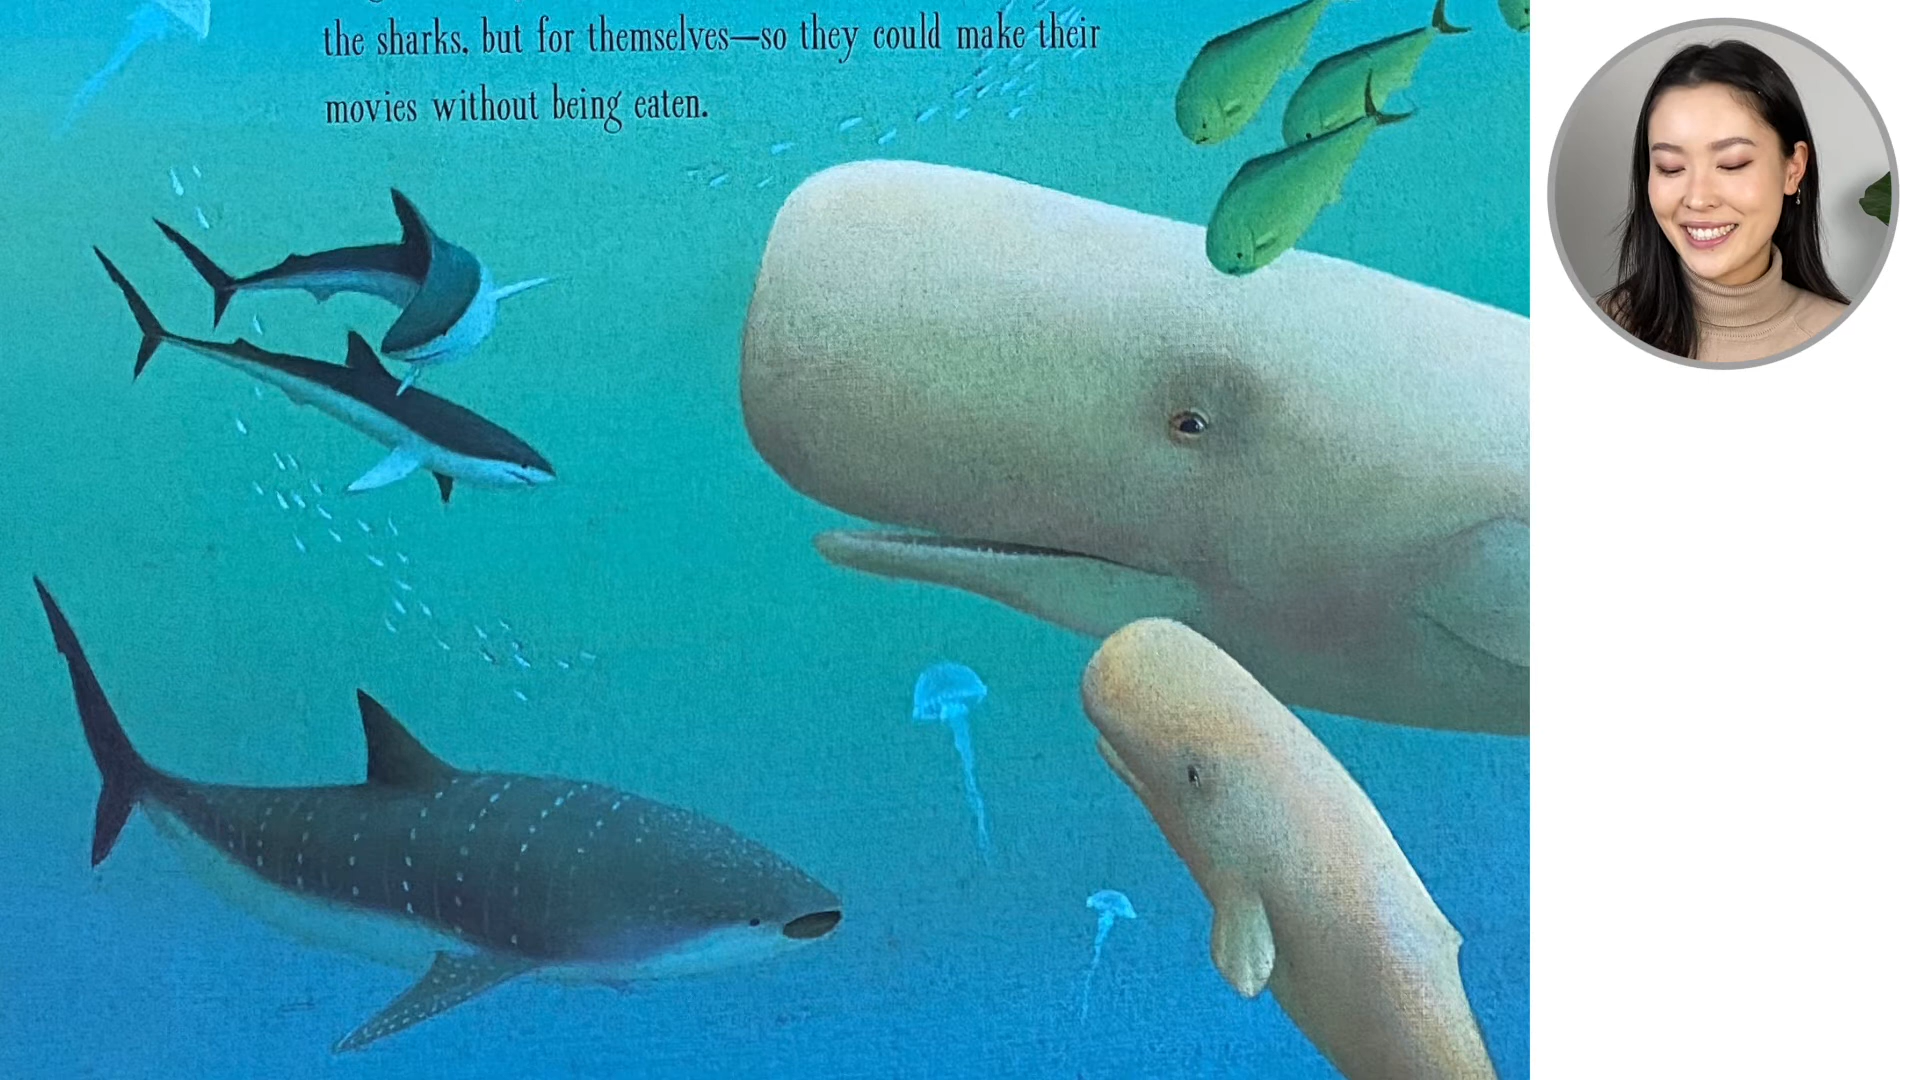 the sharks, but for themselves—so they could make their
movies without being eaten.